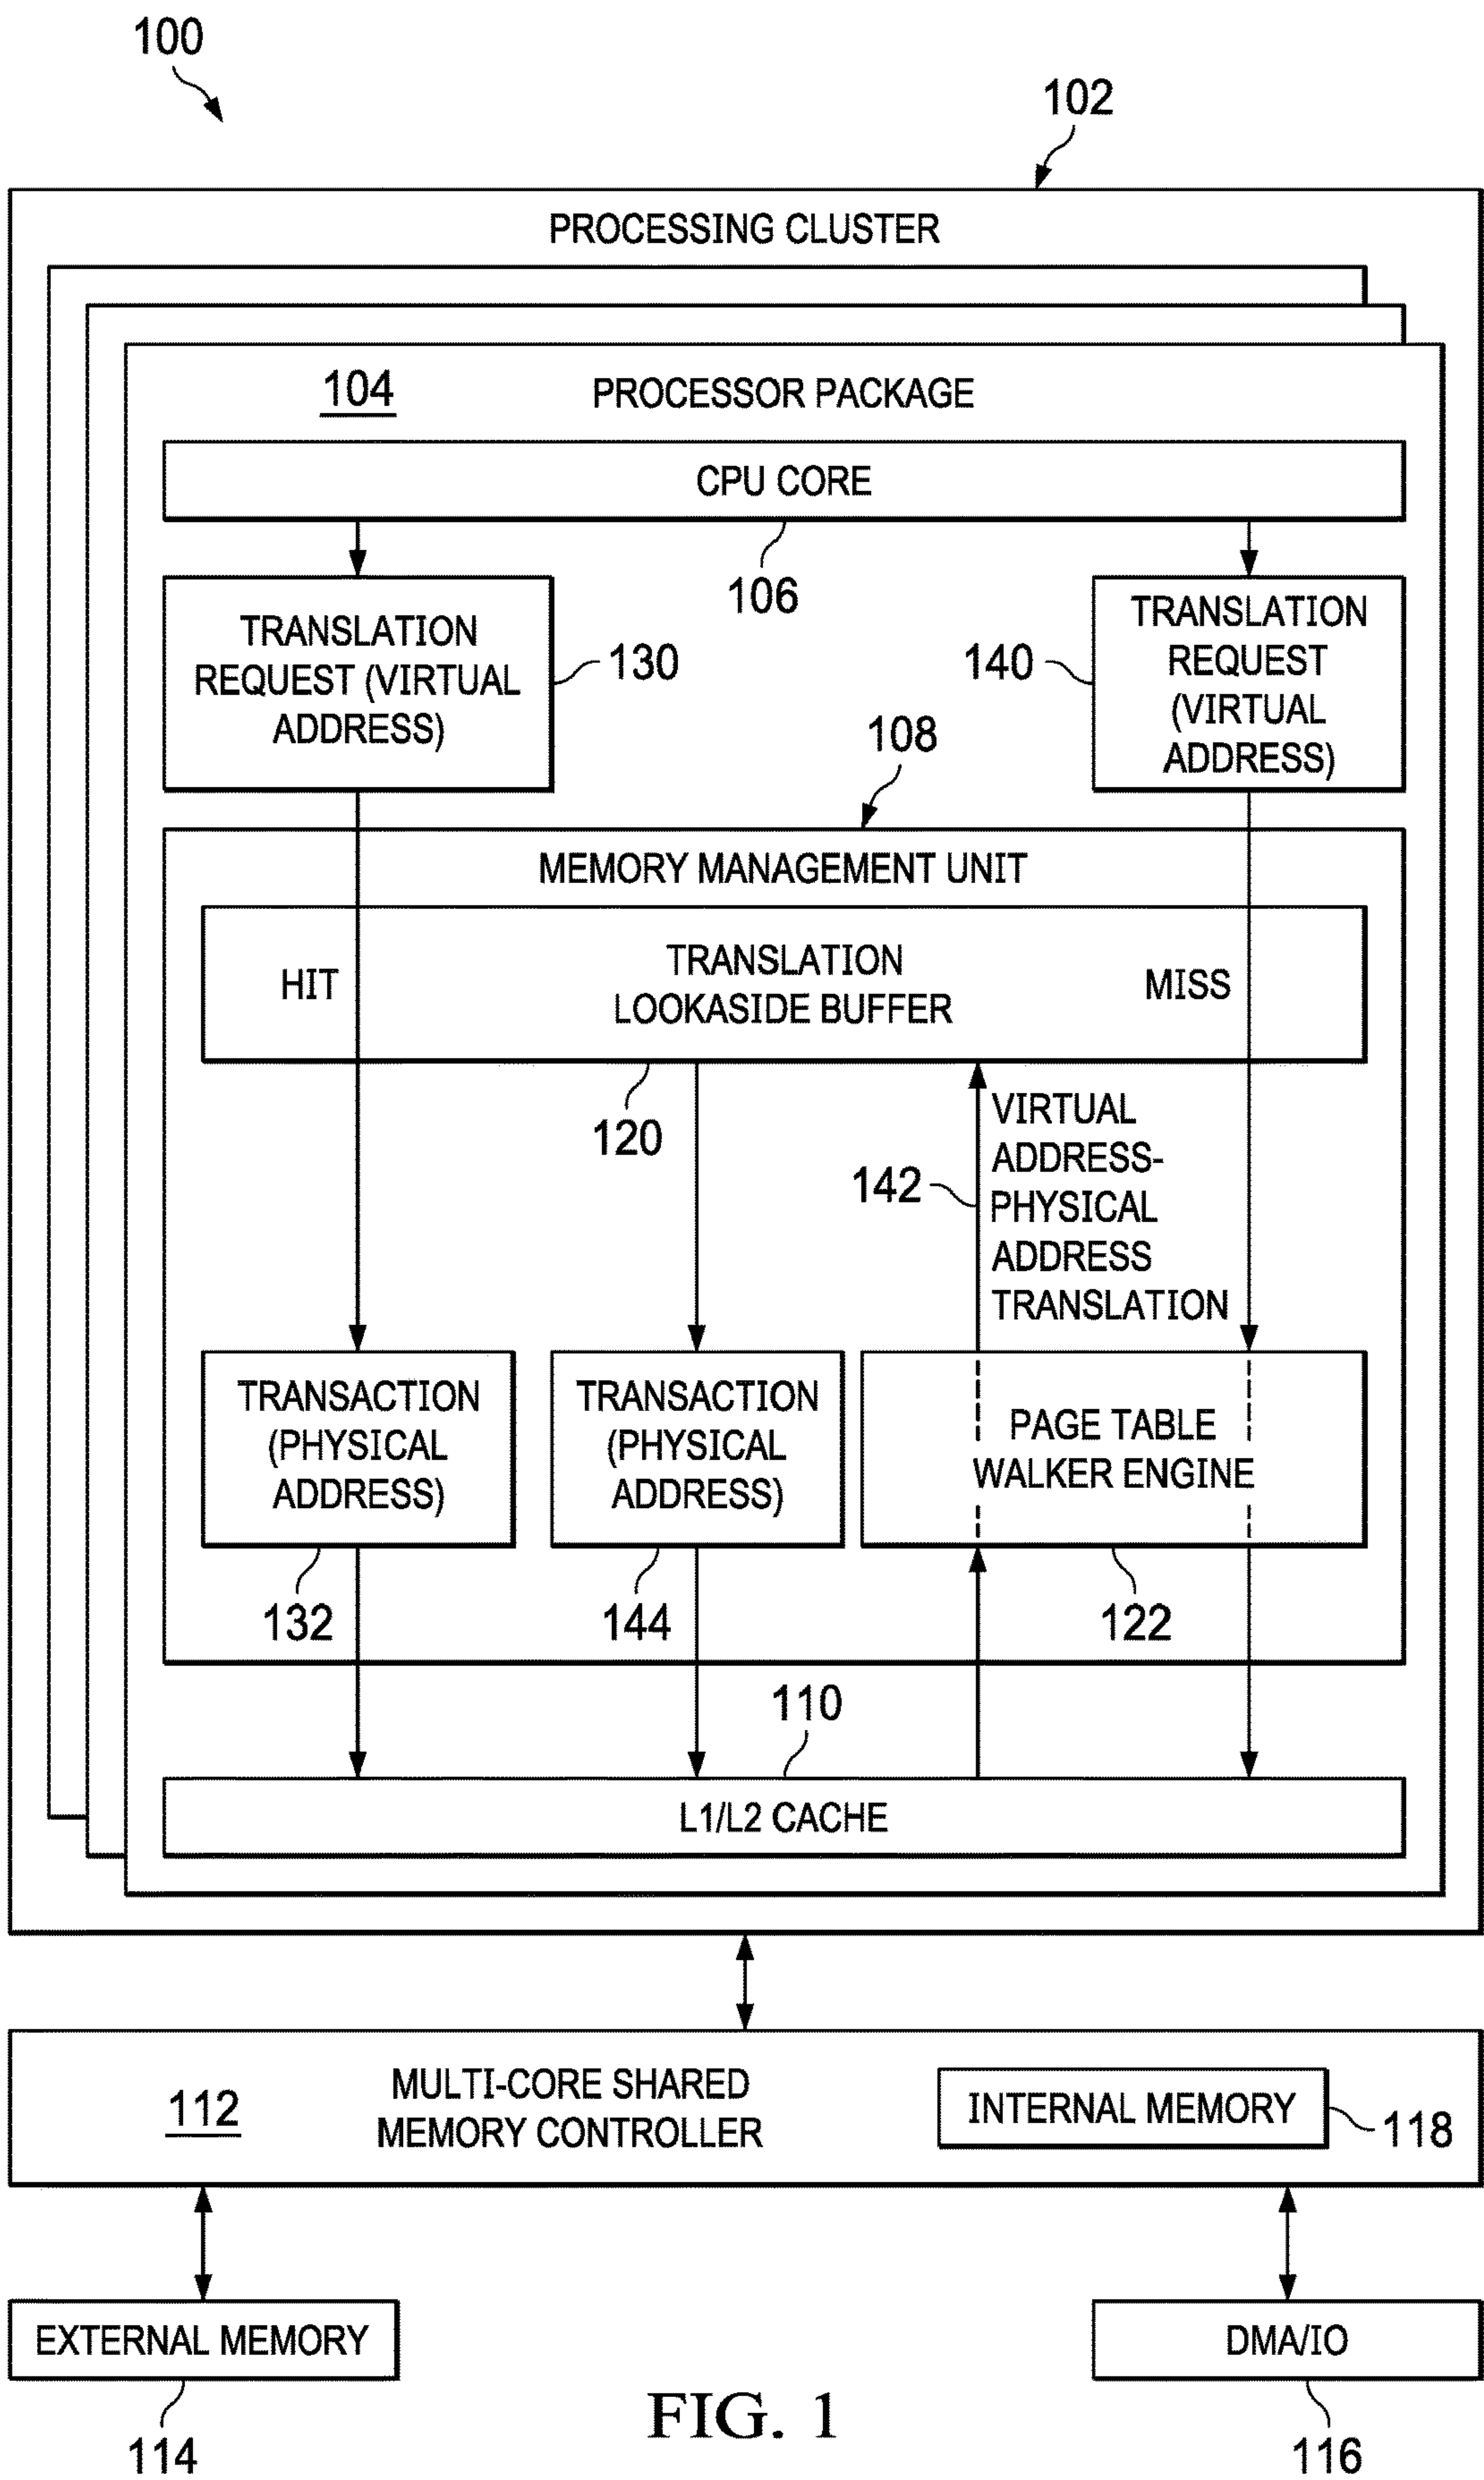 100
102
PROCESSING CLUSTER
104
PROCESSOR PACKAGE
CPU CORE
106
TRANSLATION
REQUEST (VIRTUAL
ADDRESS)
130
140
TRANSLATION
REQUEST
(VIRTUAL
ADDRESS)
108
MEMORY MANAGEMENT UNIT
HIT
TRANSLATION
LOOKASIDE BUFFER
MISS
120
142
VIRTUAL
ADDRESS-
PHYSICAL
ADDRESS
TRANSLATION
TRANSACTION
(PHYSICAL
ADDRESS)
TRANSACTION
(PHYSICAL
ADDRESS)
PAGE TABLE
WALKER ENGINE
132
144
122
110
L1/L2 CACHE
112
MULTI-CORE SHARED
MEMORY CONTROLLER
INTERNAL MEMORY
118
EXTERNAL MEMORY
DMA/IO
114
116
FIG. 1